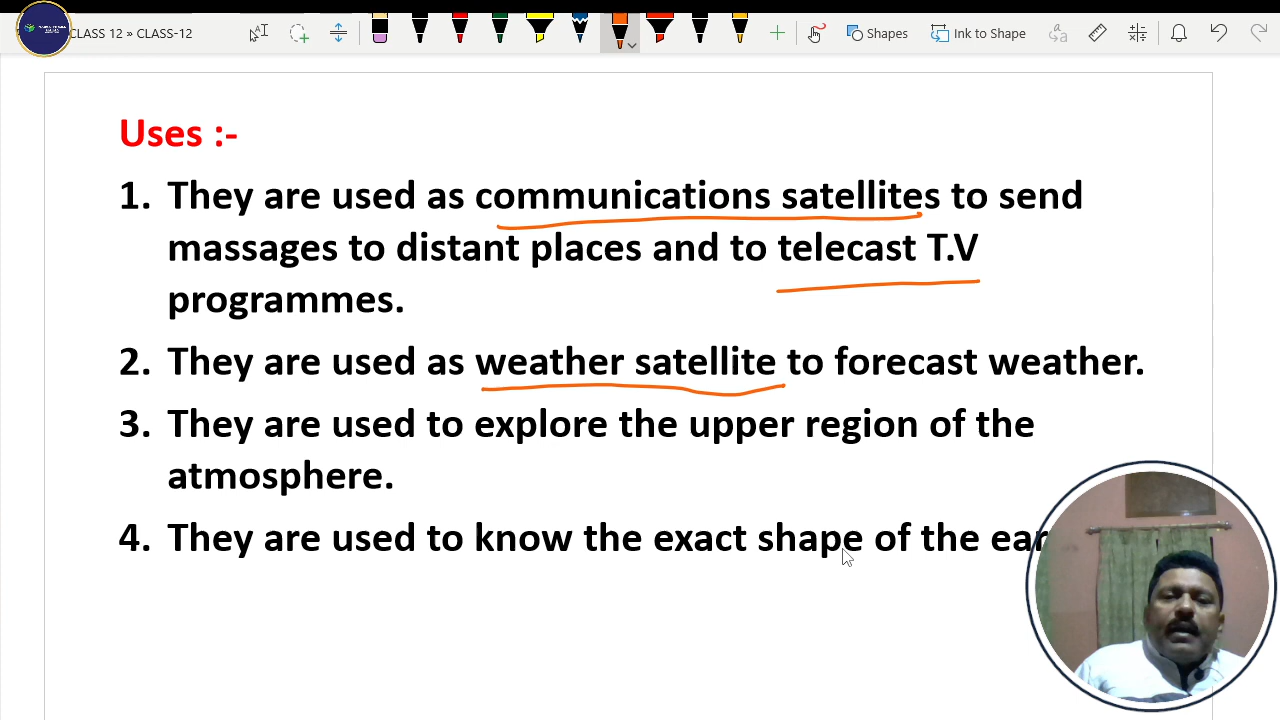 CLASS 12 » CLASS-12
Shapes
Ink to Shape
Uses :-
1. They are used as communications satellites to send
massages to distant places and to telecast T.V
programmes.
2. They are used as weather satellite to forecast weather.
3. They are used to explore the upper region of the
atmosphere.
4. They are used to know the exact shape of the